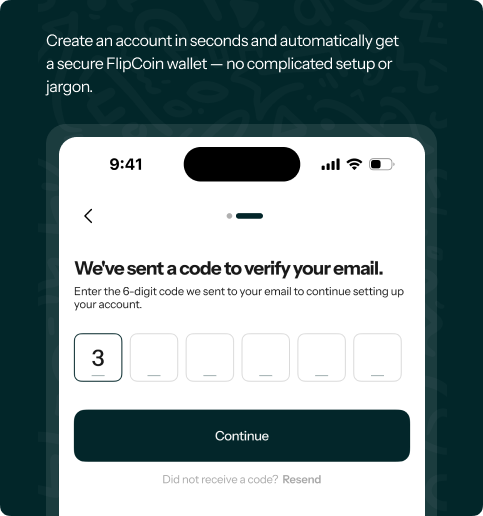 Create an account in seconds and automatically get
a secure FlipCoin wallet — no complicated setup or
jargon.
9:41
We've sent a code to verify your email.
Enter the 6-digit code we sent to your email to continue setting up
your account.
3
Continue
Did not receive a code? Resend